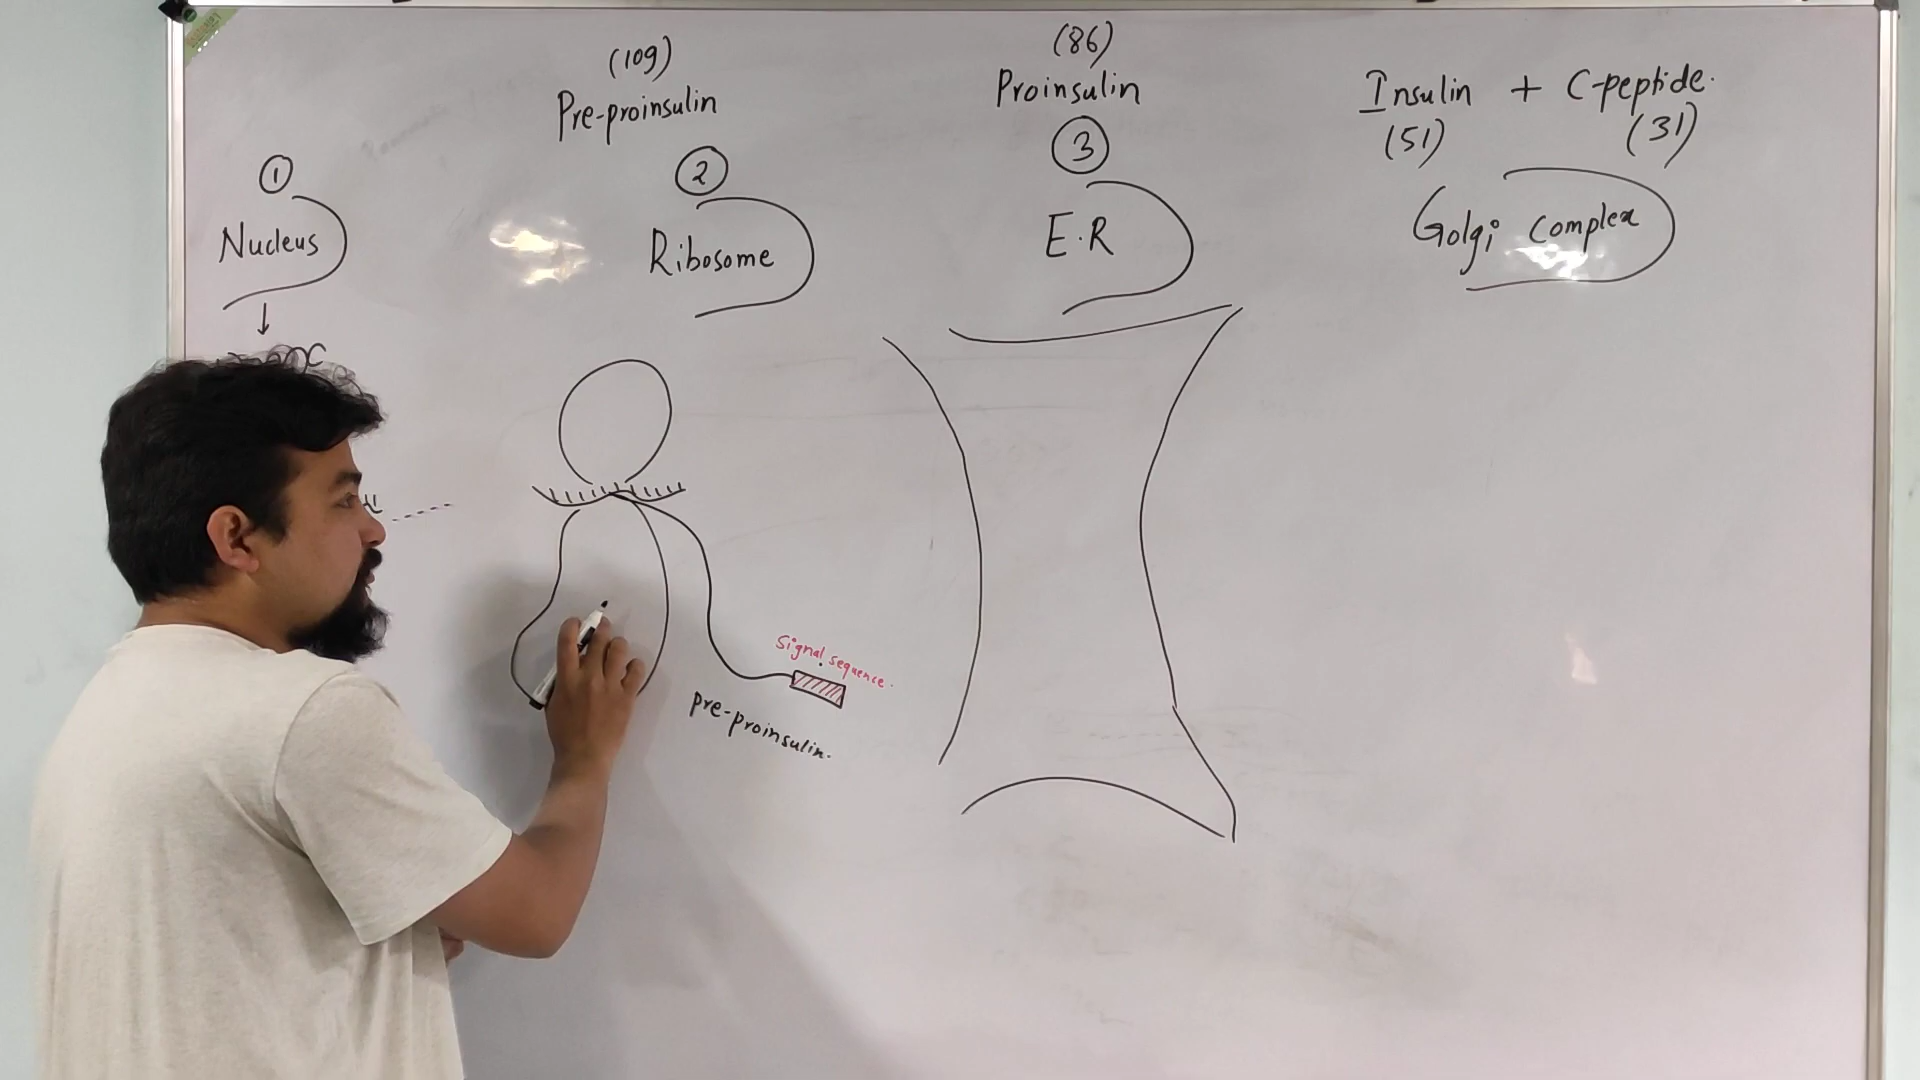 (109)
Pre-proinsulin
(86)
Proinsulin
Insulin + C-peptide.
(51) (31)
1
Nucleus
2
Ribosome
3
E.R
Golgi Complex
Signal sequence.
pre-proinsulin.